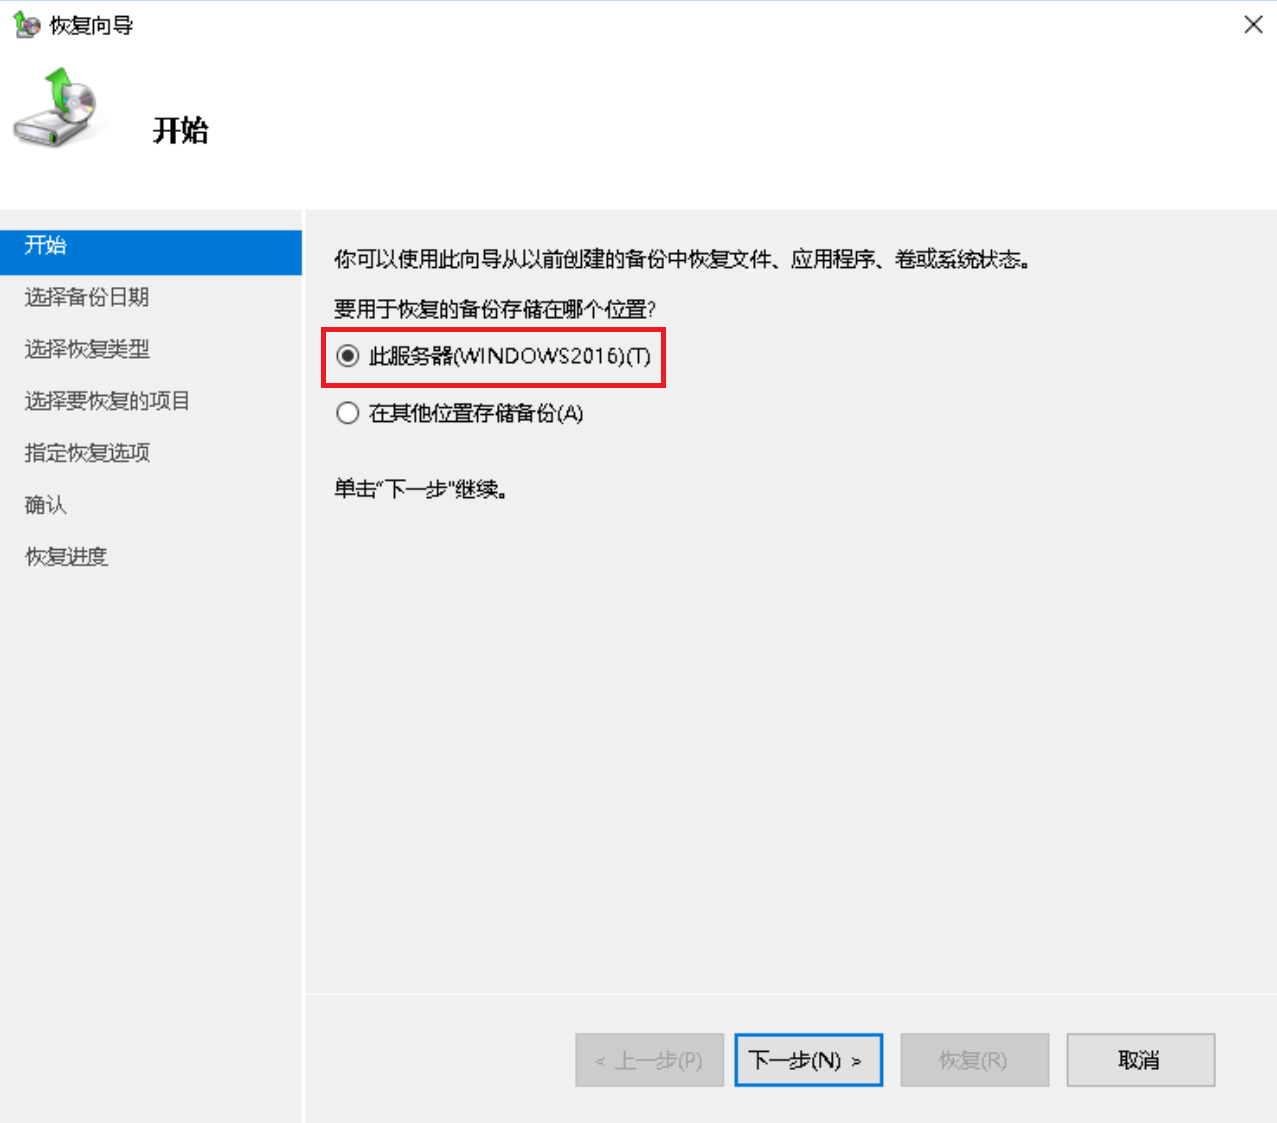 恢复向导
开始
开始
选择备份日期
选择恢复类型
选择要恢复的项目
指定恢复选项
确认
恢复进度
你可以使用此向导从以前创建的备份中恢复文件、应用程序、卷或系统状态。
要用于恢复的备份存储在哪个位置?
此服务器(WINDOWS2016)(T)
在其他位置存储备份(A)
单击“下一步”继续。
< 上一步(P)
下一步(N) >
恢复(R)
取消